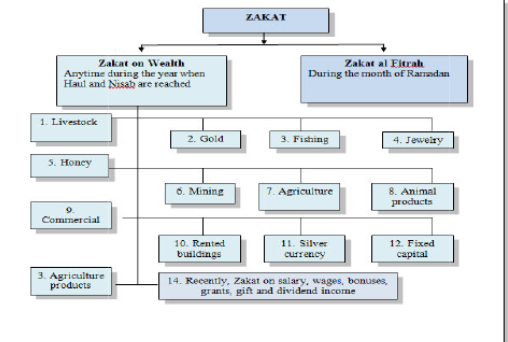 ZAKAT
Zakat on Wealth
Anytime during the year when
Haul and Nisab are reached
Zakat al Fitrah
During the month of Ramadan
1. Livestock
2. Gold
3. Fishing
4. Jewelry
5. Honey
6. Mining
7. Agriculture
8. Animal
products
9.
Commercial
10. Rented
buildings
11. Silver
currency
12. Fixed
capital
3. Agriculture
products
14. Recently, Zakat on salary, wages, bonuses,
grants, gift and dividend income